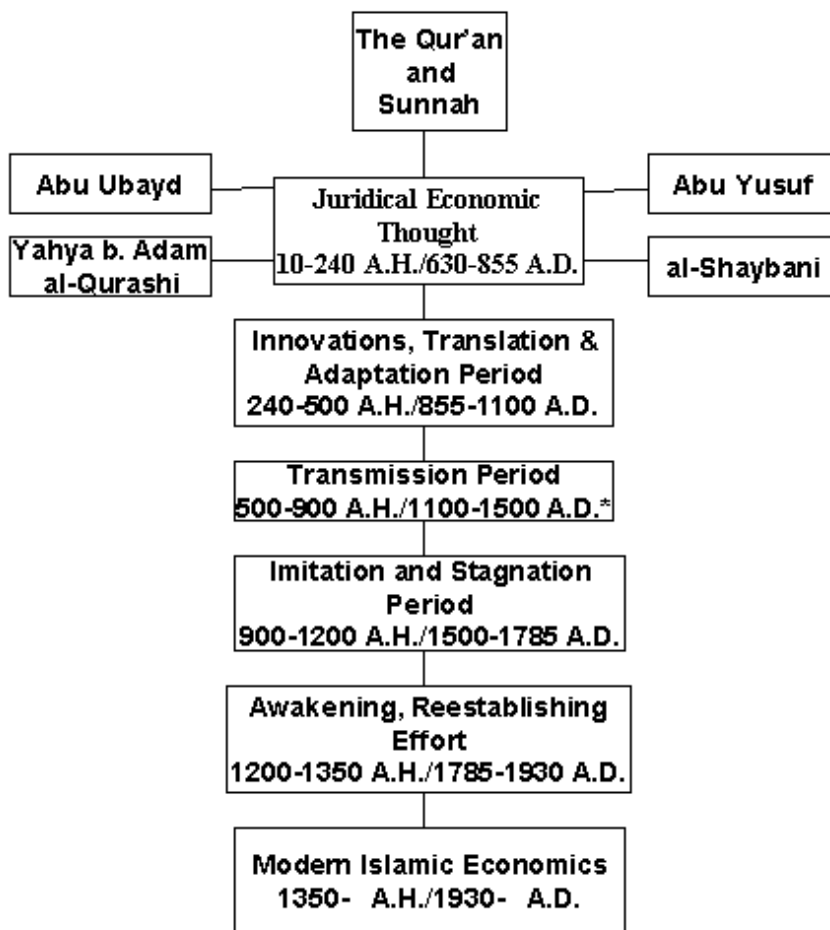 The Qur'an
and
Sunnah
Abu Ubayd
Abu Yusuf
Juridical Economic
Thought
10-240 A.H./630-855 A.D.
Yahya b. Adam
al-Qurashi
al-Shaybani
Innovations, Translation &
Adaptation Period
240-500 A.H./855-1100 A.D.
Transmission Period
500-900 A.H./1100-1500 A.D.*
Imitation and Stagnation
Period
900-1200 A.H./1500-1785 A.D.
Awakening, Reestablishing
Effort
1200-1350 A.H./1785-1930 A.D.
Modern Islamic Economics
1350- A.H./1930- A.D.